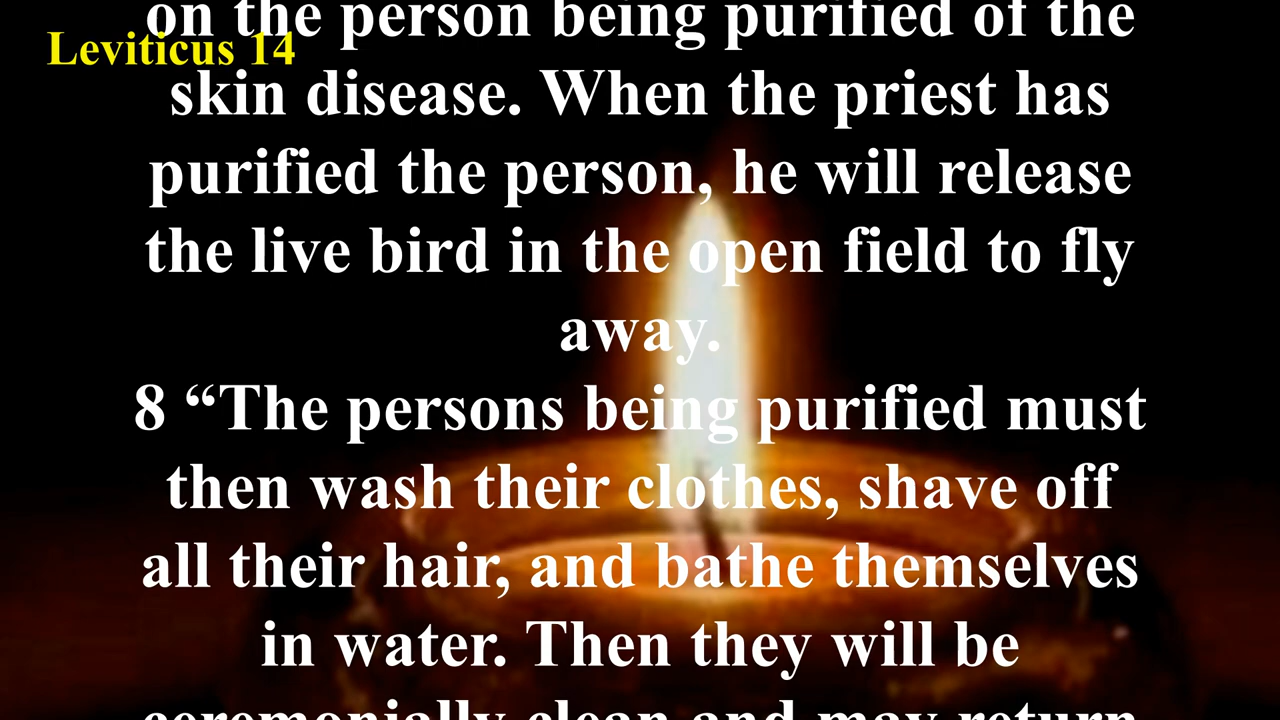 on the person being purified of the
Leviticus 14
skin disease. When the priest has
purified the person, he will release
the live bird in the open field to fly
away.
8 “The persons being purified must
then wash their clothes, shave off
all their hair, and bathe themselves
in water. Then they will be
ceremonially clean and may return